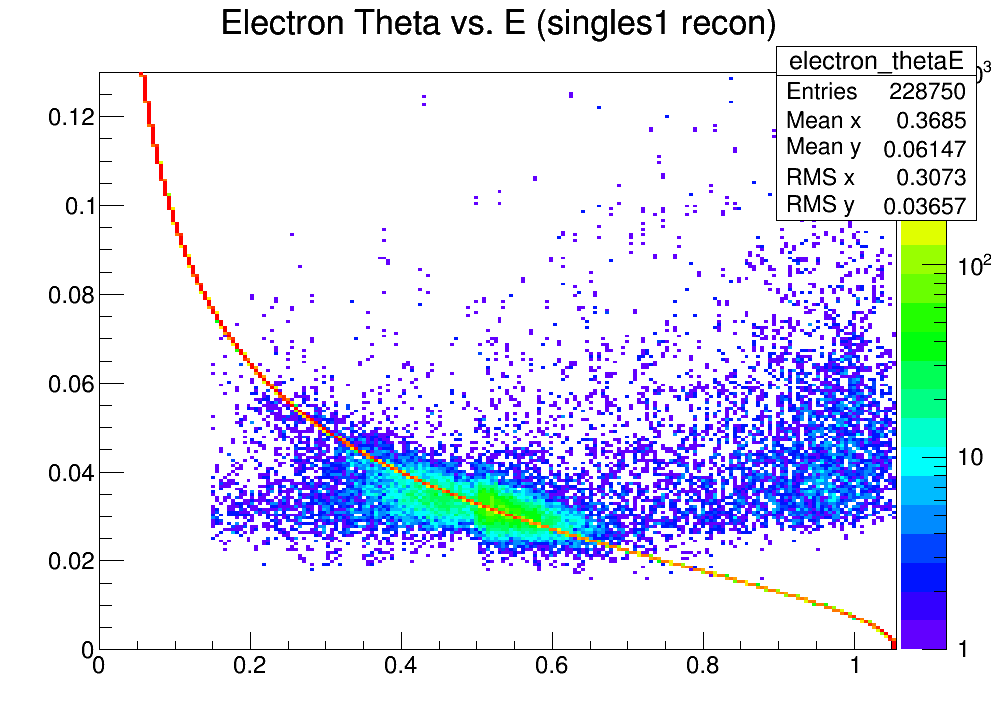 Electron Theta vs. E (singles1 recon)
electron_thetaE
Entries 228750
Mean x 0.3685
Mean y 0.06147
RMS x 0.3073
RMS y 0.03657
0.12
0.1
0.08
0.06
0.04
0.02
0
0 0.2 0.4 0.6 0.8 1
10²
10
1